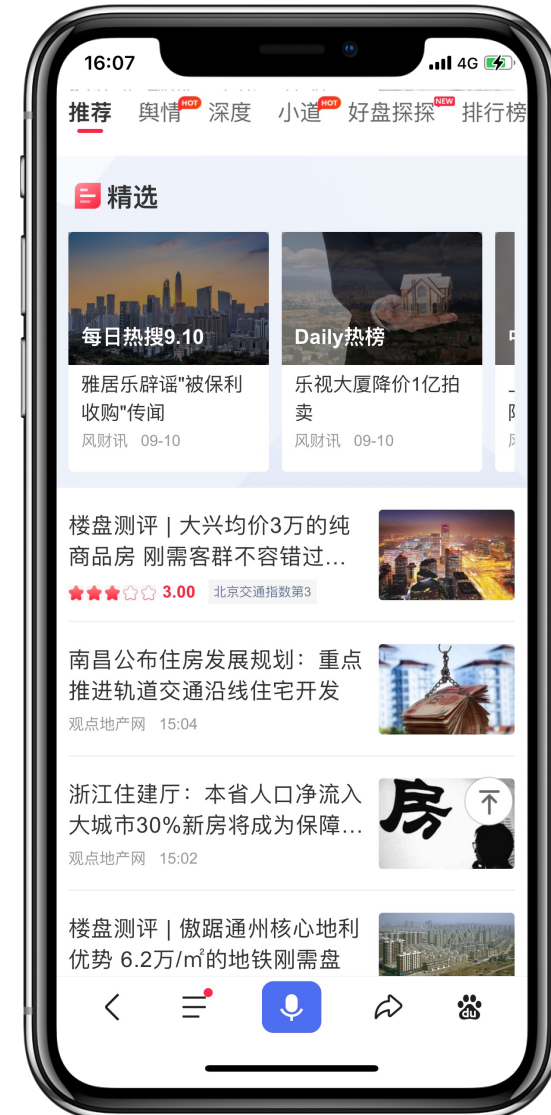 16:07
4G
推荐 舆情 HOT 深度 小道 HOT 好盘探探 NEW 排行榜
精选
每日热搜9.10
Daily热榜
雅居乐辟谣"被保利
收购"传闻
风财讯 09-10
乐视大厦降价1亿拍
卖
风财讯 09-10
楼盘测评 | 大兴均价3万的纯
商品房 刚需客群不容错过...
3.00 北京交通指数第3
南昌公布住房发展规划：重点
推进轨道交通沿线住宅开发
观点地产网 15:04
浙江住建厅：本省人口净流入
大城市30%新房将成为保障...
观点地产网 15:02
房
楼盘测评 | 傲踞通州核心地利
优势 6.2万/㎡的地铁刚需盘
du